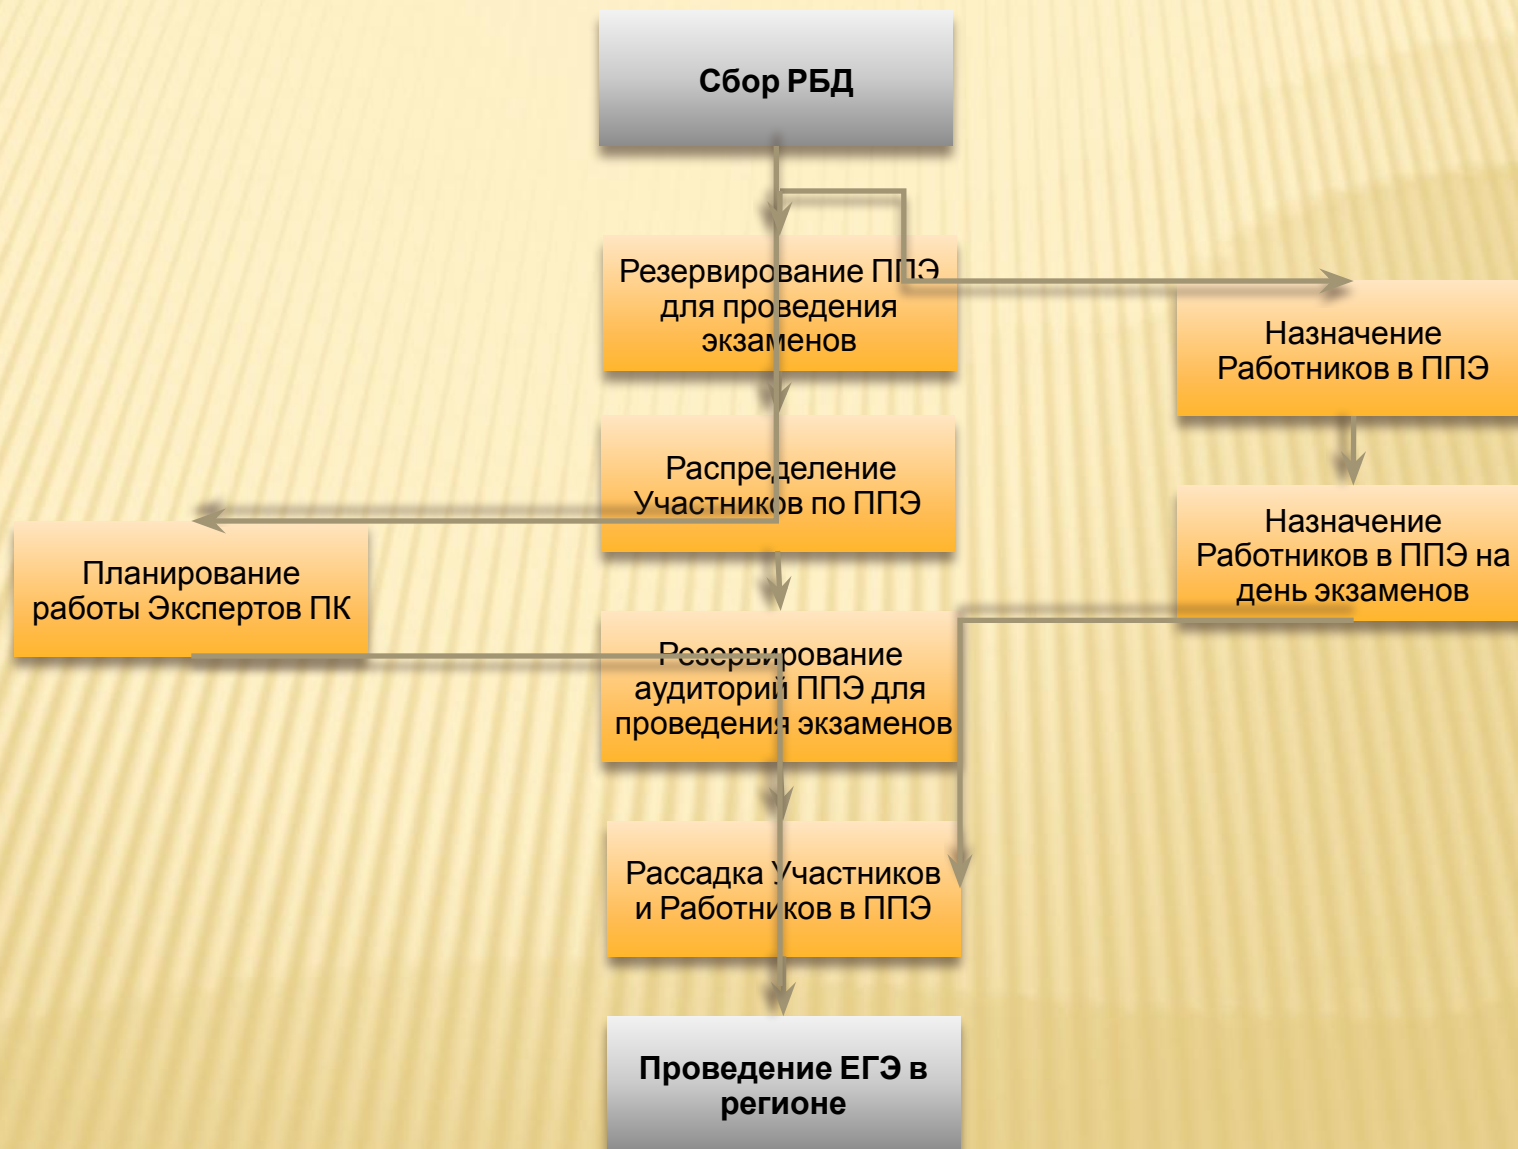 Сбор РБД
Резервирование ППЭ
для проведения
экзаменов
Назначение
Работников в ППЭ
Распределение
Участников по ППЭ
Планирование
работы Экспертов ПК
Назначение
Работников в ППЭ на
день экзаменов
Резервирование
аудиторий ППЭ для
проведения экзаменов
Рассадка Участников
и Работников в ППЭ
Проведение ЕГЭ в
регионе